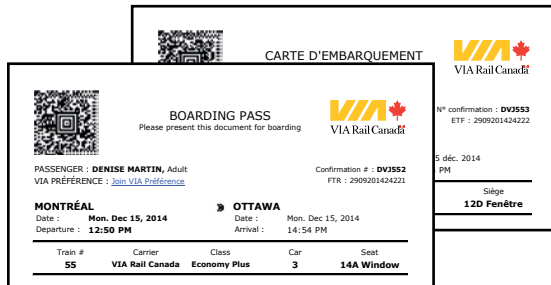 CARTE D'EMBARQUEMENT
VIA Rail Canada
N° confirmation : DVJ553
ETF : 2909201424222
5 déc. 2014
PM
Siège
12D Fenêtre
BOARDING PASS
Please present this document for boarding
VIA Rail Canada
PASSENGER : DENISE MARTIN, Adult
Confirmation # : DVJ552
VIA PRÉFÉRENCE : Join VIA Préférence
FTR : 2909201424221
MONTRÉAL » OTTAWA
Date : Mon. Dec 15, 2014 Date : Mon. Dec 15, 2014
Departure : 12:50 PM Arrival : 14:54 PM
Train # Carrier Class Car Seat
55 VIA Rail Canada Economy Plus 3 14A Window